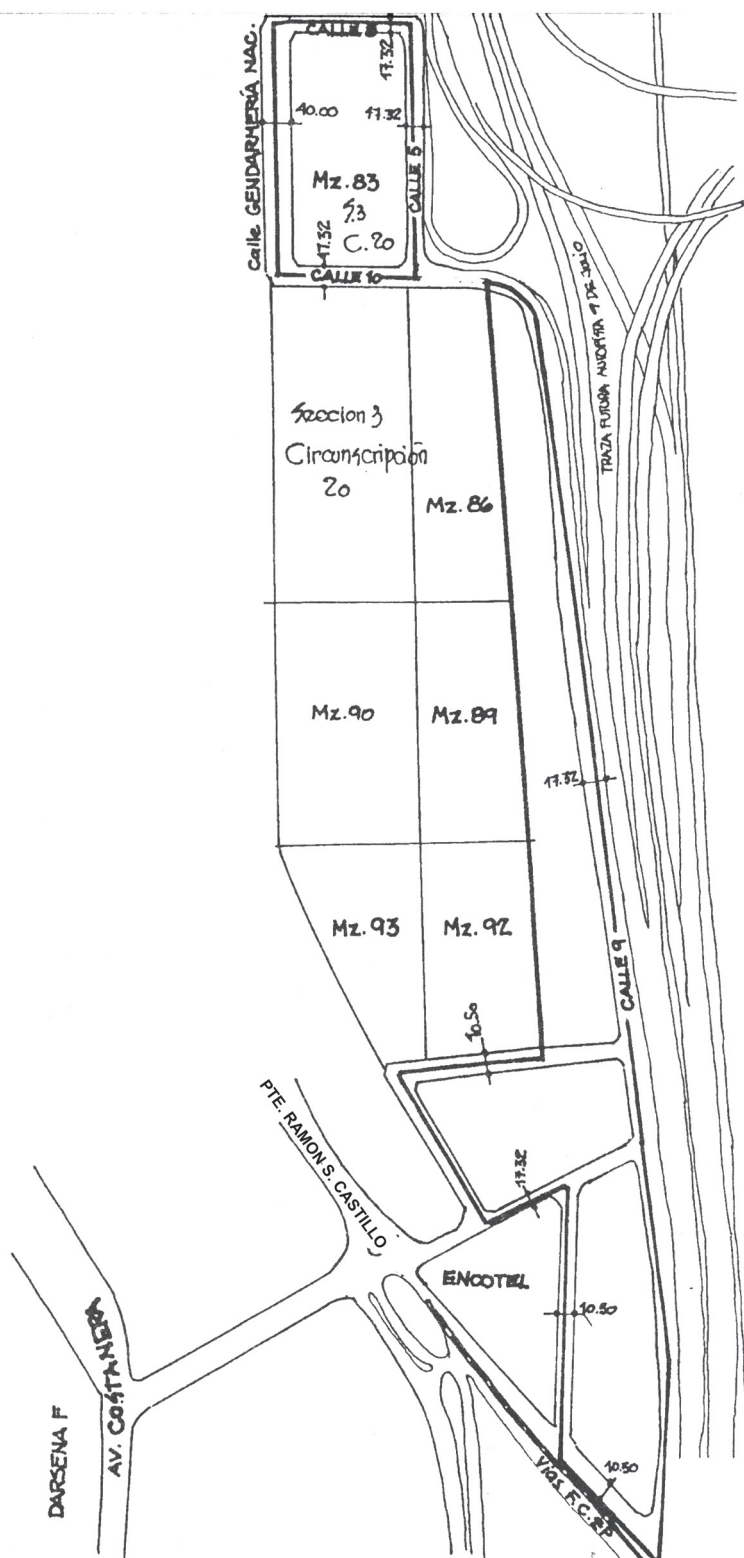 CALLE 8
17.32
Calle GENDARMERÍA NAC.
40.00
17.32
Mz. 83
S.3
C. 20
CALLE 5
17.32
CALLE 10
TRAZA FUTURA AUTOPISTA 9 DE JULIO
Seccion 3
Circunscripción
20
Mz. 86
Mz. 90
Mz. 89
17.32
Mz. 93
Mz. 92
CALLE 9
10.50
PTE. RAMON S. CASTILLO
17.32
ENCOTEL
10.50
AV. COSTANERA
DARSENA F
10.50
Vias F.C.